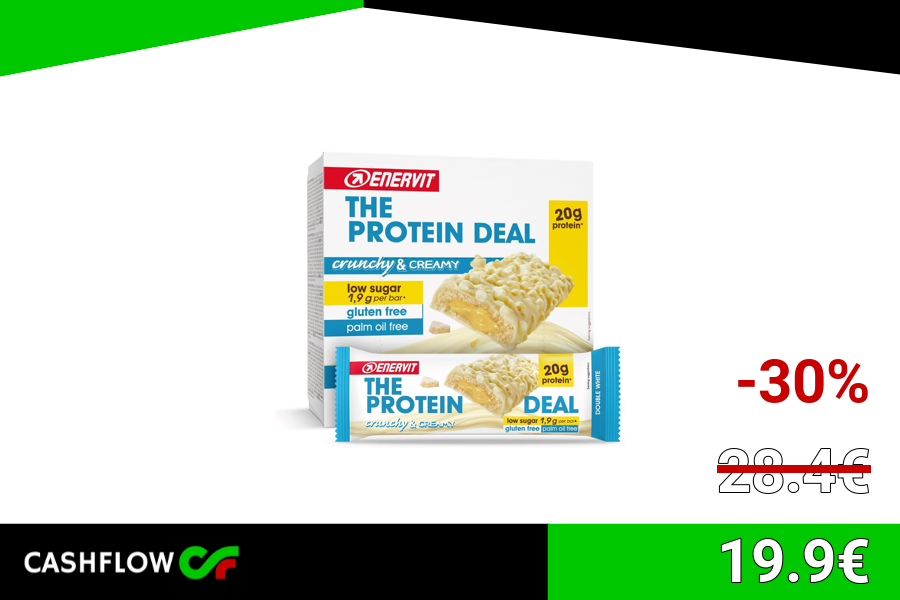 ENERVIT
THE
PROTEIN DEAL
20g
protein*
crunchy & CREAMY
low sugar
1,9 g per bar*
gluten free
palm oil free
ENERVIT
THE
PROTEIN DEAL
crunchy & CREAMY
20g
protein*
low sugar 1,9 g per bar*
gluten free palm oil free
DOUBLE WHITE
-30%
28.4€
CASHFLOW
19.9€